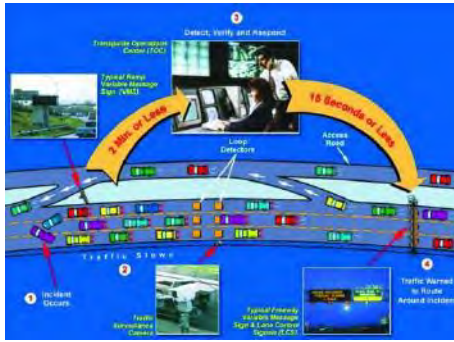 3
Detect, Verify and Respond
Transguide Operations
Center (TOC)
Typical Ramp
Variable Message
Sign (VMS)
2 Min. or Less
15 Seconds or Less
Loop
Detectors
Access
Road
Traffic Slows
1
Incident
Occurs
2
Traffic
Surveillance
Camera
Typical Freeway
Variable Message
Sign & Lane Control
Signals (LCS)
4
Traffic Warned
to Route
Around Incident